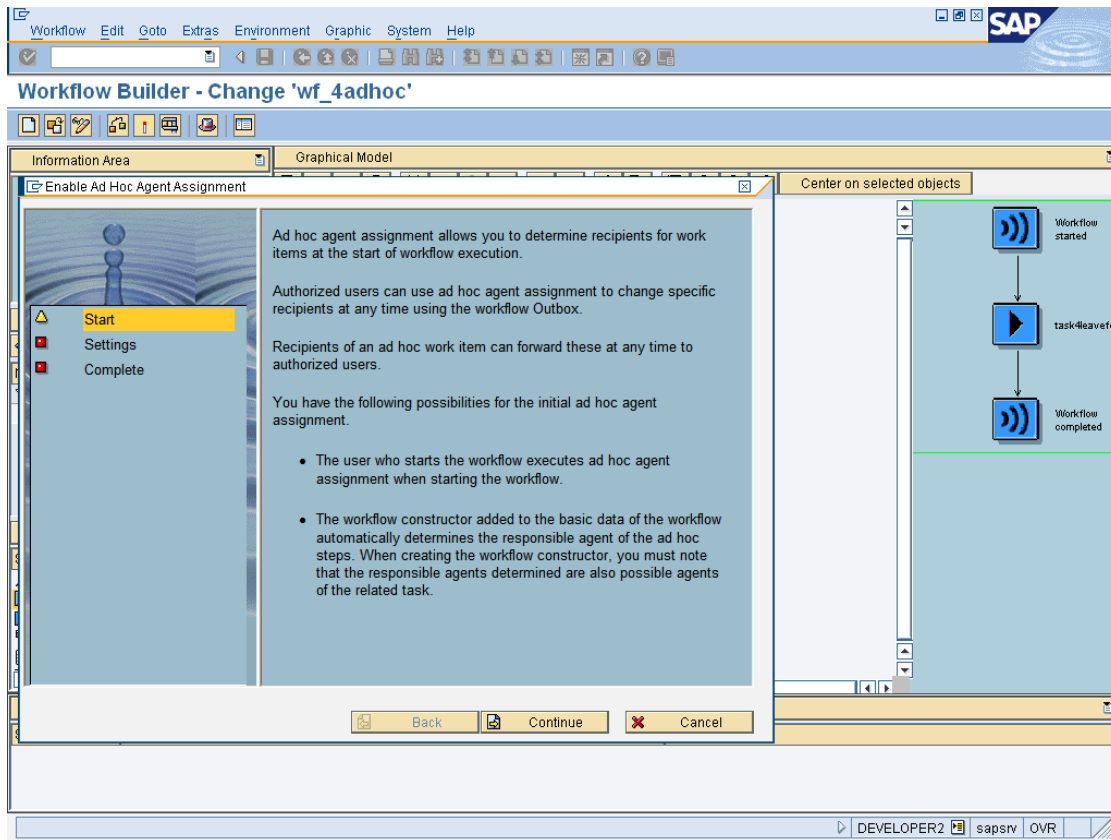 Workflow Edit Goto Extras Environment Graphic System Help
SAP
Workflow Builder - Change 'wf_4adhoc'
Information Area
Graphical Model
Enable Ad Hoc Agent Assignment
Center on selected objects
Start
Settings
Complete
Ad hoc agent assignment allows you to determine recipients for work
items at the start of workflow execution.
Authorized users can use ad hoc agent assignment to change specific
recipients at any time using the workflow Outbox.
Recipients of an ad hoc work item can forward these at any time to
authorized users.
You have the following possibilities for the initial ad hoc agent
assignment.
• The user who starts the workflow executes ad hoc agent
assignment when starting the workflow.
• The workflow constructor added to the basic data of the workflow
automatically determines the responsible agent of the ad hoc
steps. When creating the workflow constructor, you must note
that the responsible agents determined are also possible agents
of the related task.
Workflow
started
task4leavef
Workflow
completed
Back Continue Cancel
DEVELOPER2 sapsrv OVR